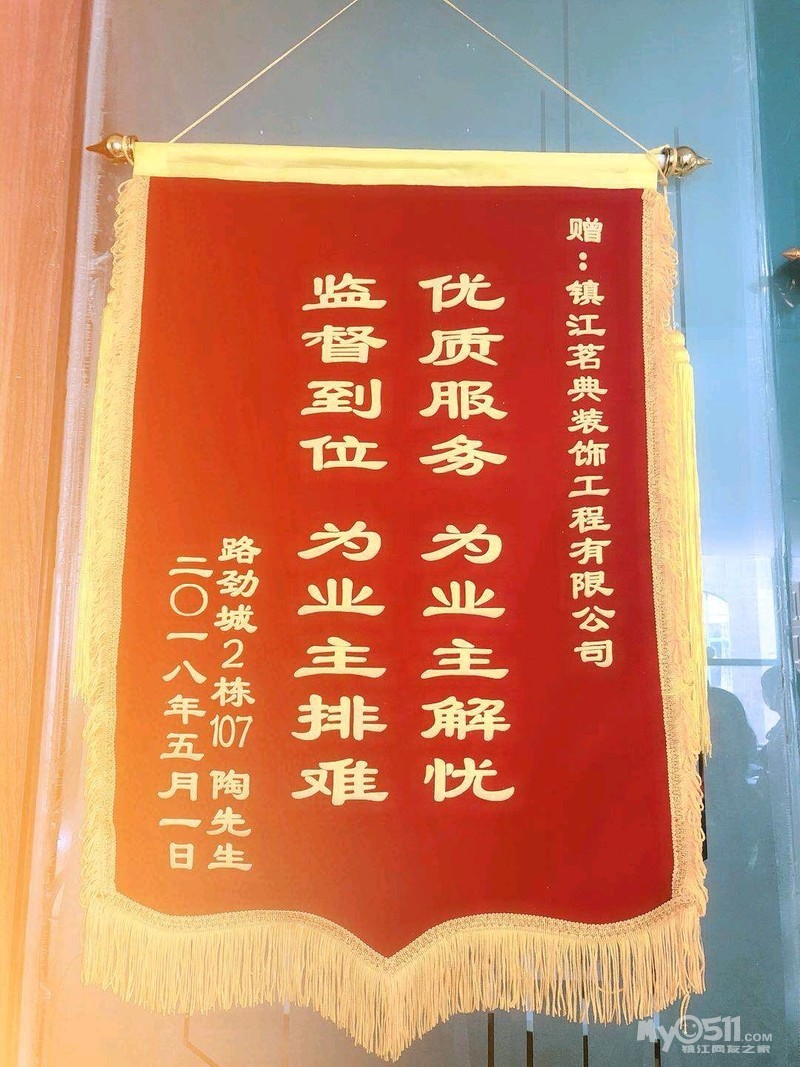 赠：镇江茗典装饰工程有限公司
优质服务 为业主解忧
监督到位 为业主排难
路劲城2栋107 陶先生
二〇一八年五月一日
My0511.COM
镇江网友之家